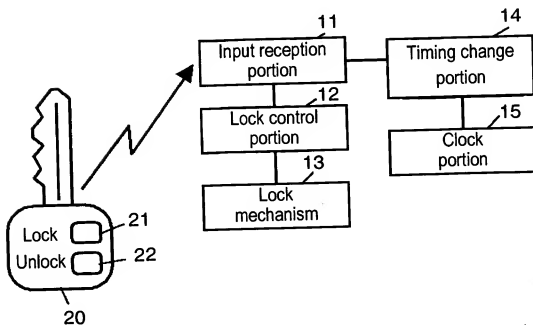 11
Input reception
portion
14
Timing change
portion
12
Lock control
portion
15
Clock
portion
13
Lock
mechanism
Lock
21
Unlock
22
20